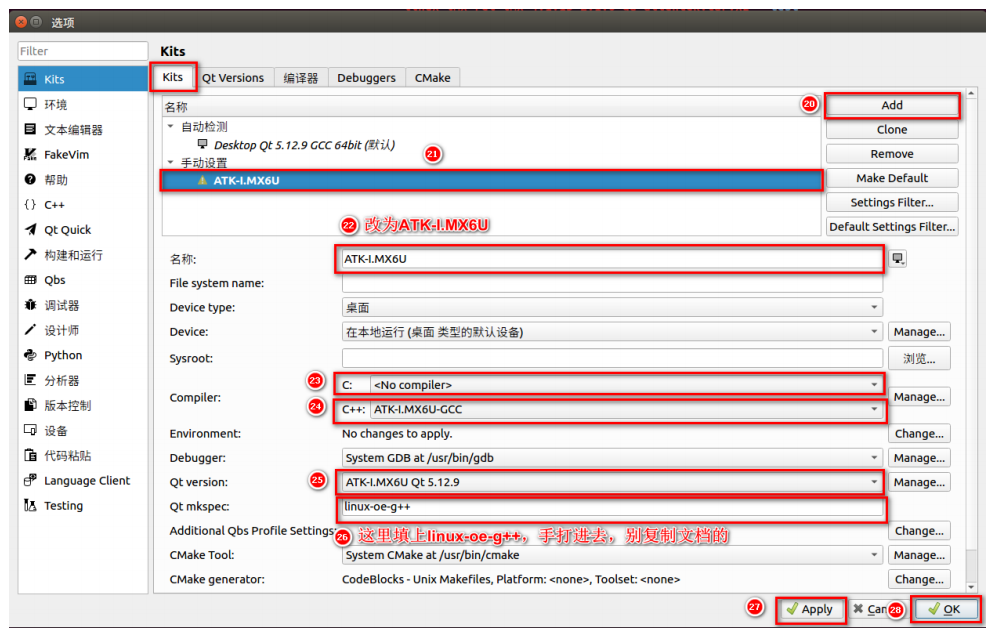 选项
Filter
Kits
Kits
环境
文本编辑器
FakeVim
帮助
{} C++
Qt Quick
构建和运行
Qbs
调试器
设计师
Python
分析器
版本控制
设备
代码粘贴
Language Client
Testing
Kits Qt Versions 编译器 Debuggers CMake
名称
自动检测
Desktop Qt 5.12.9 GCC 64bit (默认)
21
手动设置
ATK-I.MX6U
20 Add
Clone
Remove
Make Default
Settings Filter...
Default Settings Filter...
22 改为ATK-I.MX6U
名称: ATK-I.MX6U
File system name:
Device type: 桌面
Device: 在本地运行 (桌面 类型的默认设备) Manage...
Sysroot: 浏览...
Compiler: 23 C: <No compiler> Manage...
24 C++: ATK-I.MX6U-GCC
Environment: No changes to apply. Change...
Debugger: System GDB at /usr/bin/gdb Manage...
Qt version: 25 ATK-I.MX6U Qt 5.12.9 Manage...
Qt mkspec: linux-oe-g++
Additional Qbs Profile Settings: Change...
26 这里填上linux-oe-g++，手打进去，别复制文档的
CMake Tool: System CMake at /usr/bin/cmake Manage...
CMake generator: CodeBlocks - Unix Makefiles, Platform: <none>, Toolset: <none> Change...
27 Apply Can 28 OK